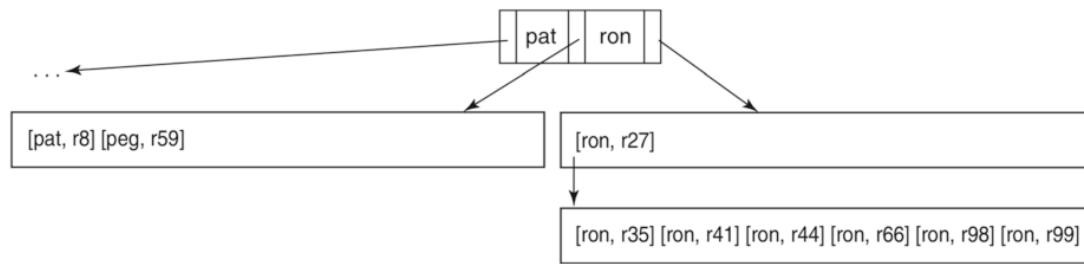 pat ron
...
[pat, r8] [peg, r59]
[ron, r27]
[ron, r35] [ron, r41] [ron, r44] [ron, r66] [ron, r98] [ron, r99]